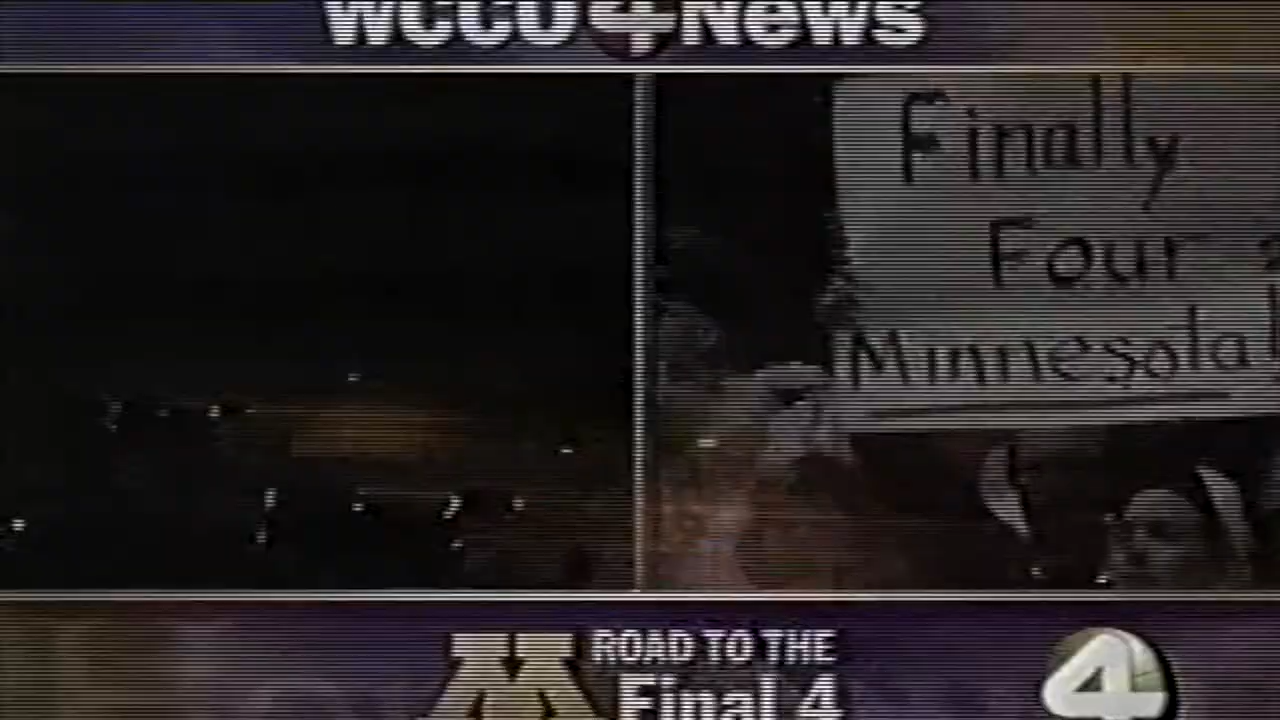 WCCO 4 News
Finally
Four
Minnesota!
M ROAD TO THE
Final 4
4